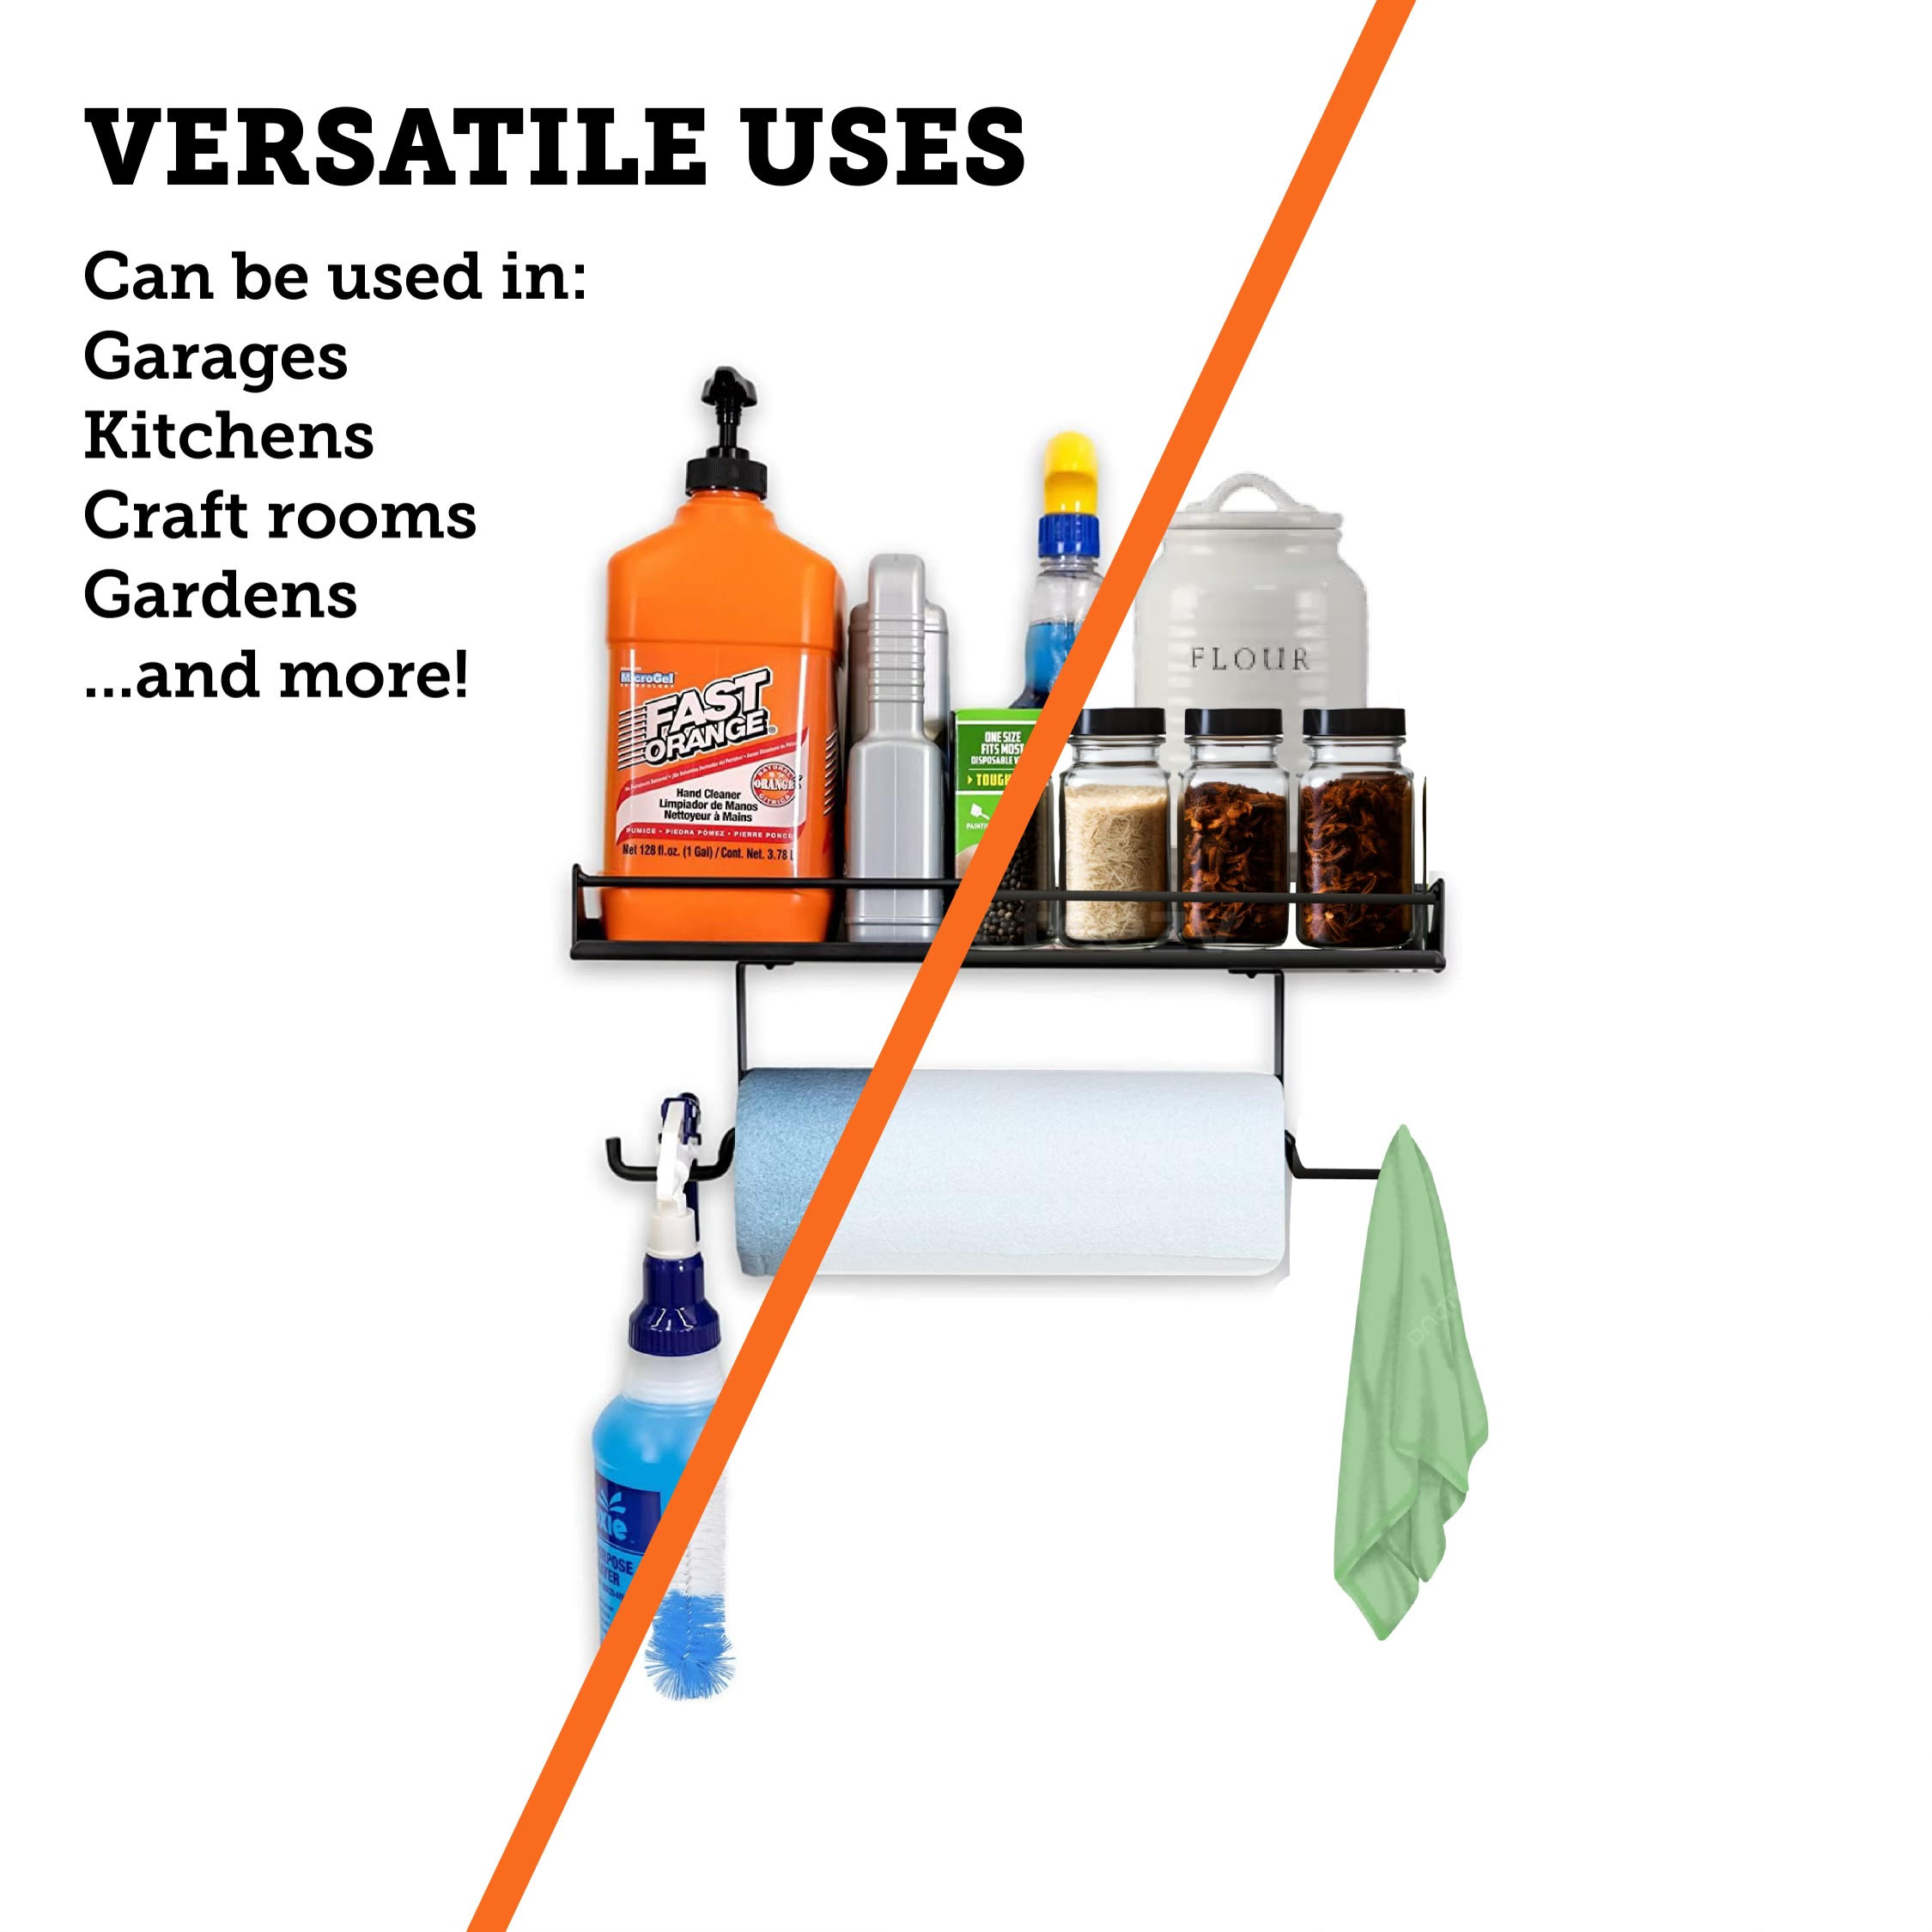 VERSATILE USES
Can be used in:
Garages
Kitchens
Craft rooms
Gardens
...and more!
MicroGel
FAST
ORANGE
NATURAL
ORANGE
Hand Cleaner
Limpiador de Manos
Nettoyeur à Mains
PUMICE • PIEDRA PÓMEZ • PIERRE PONCE
Net 128 fl.oz. (1 Gal) / Cont. Net. 3.78
ONE SIZE
FITS MOST
DISPOSABLE
FLOUR